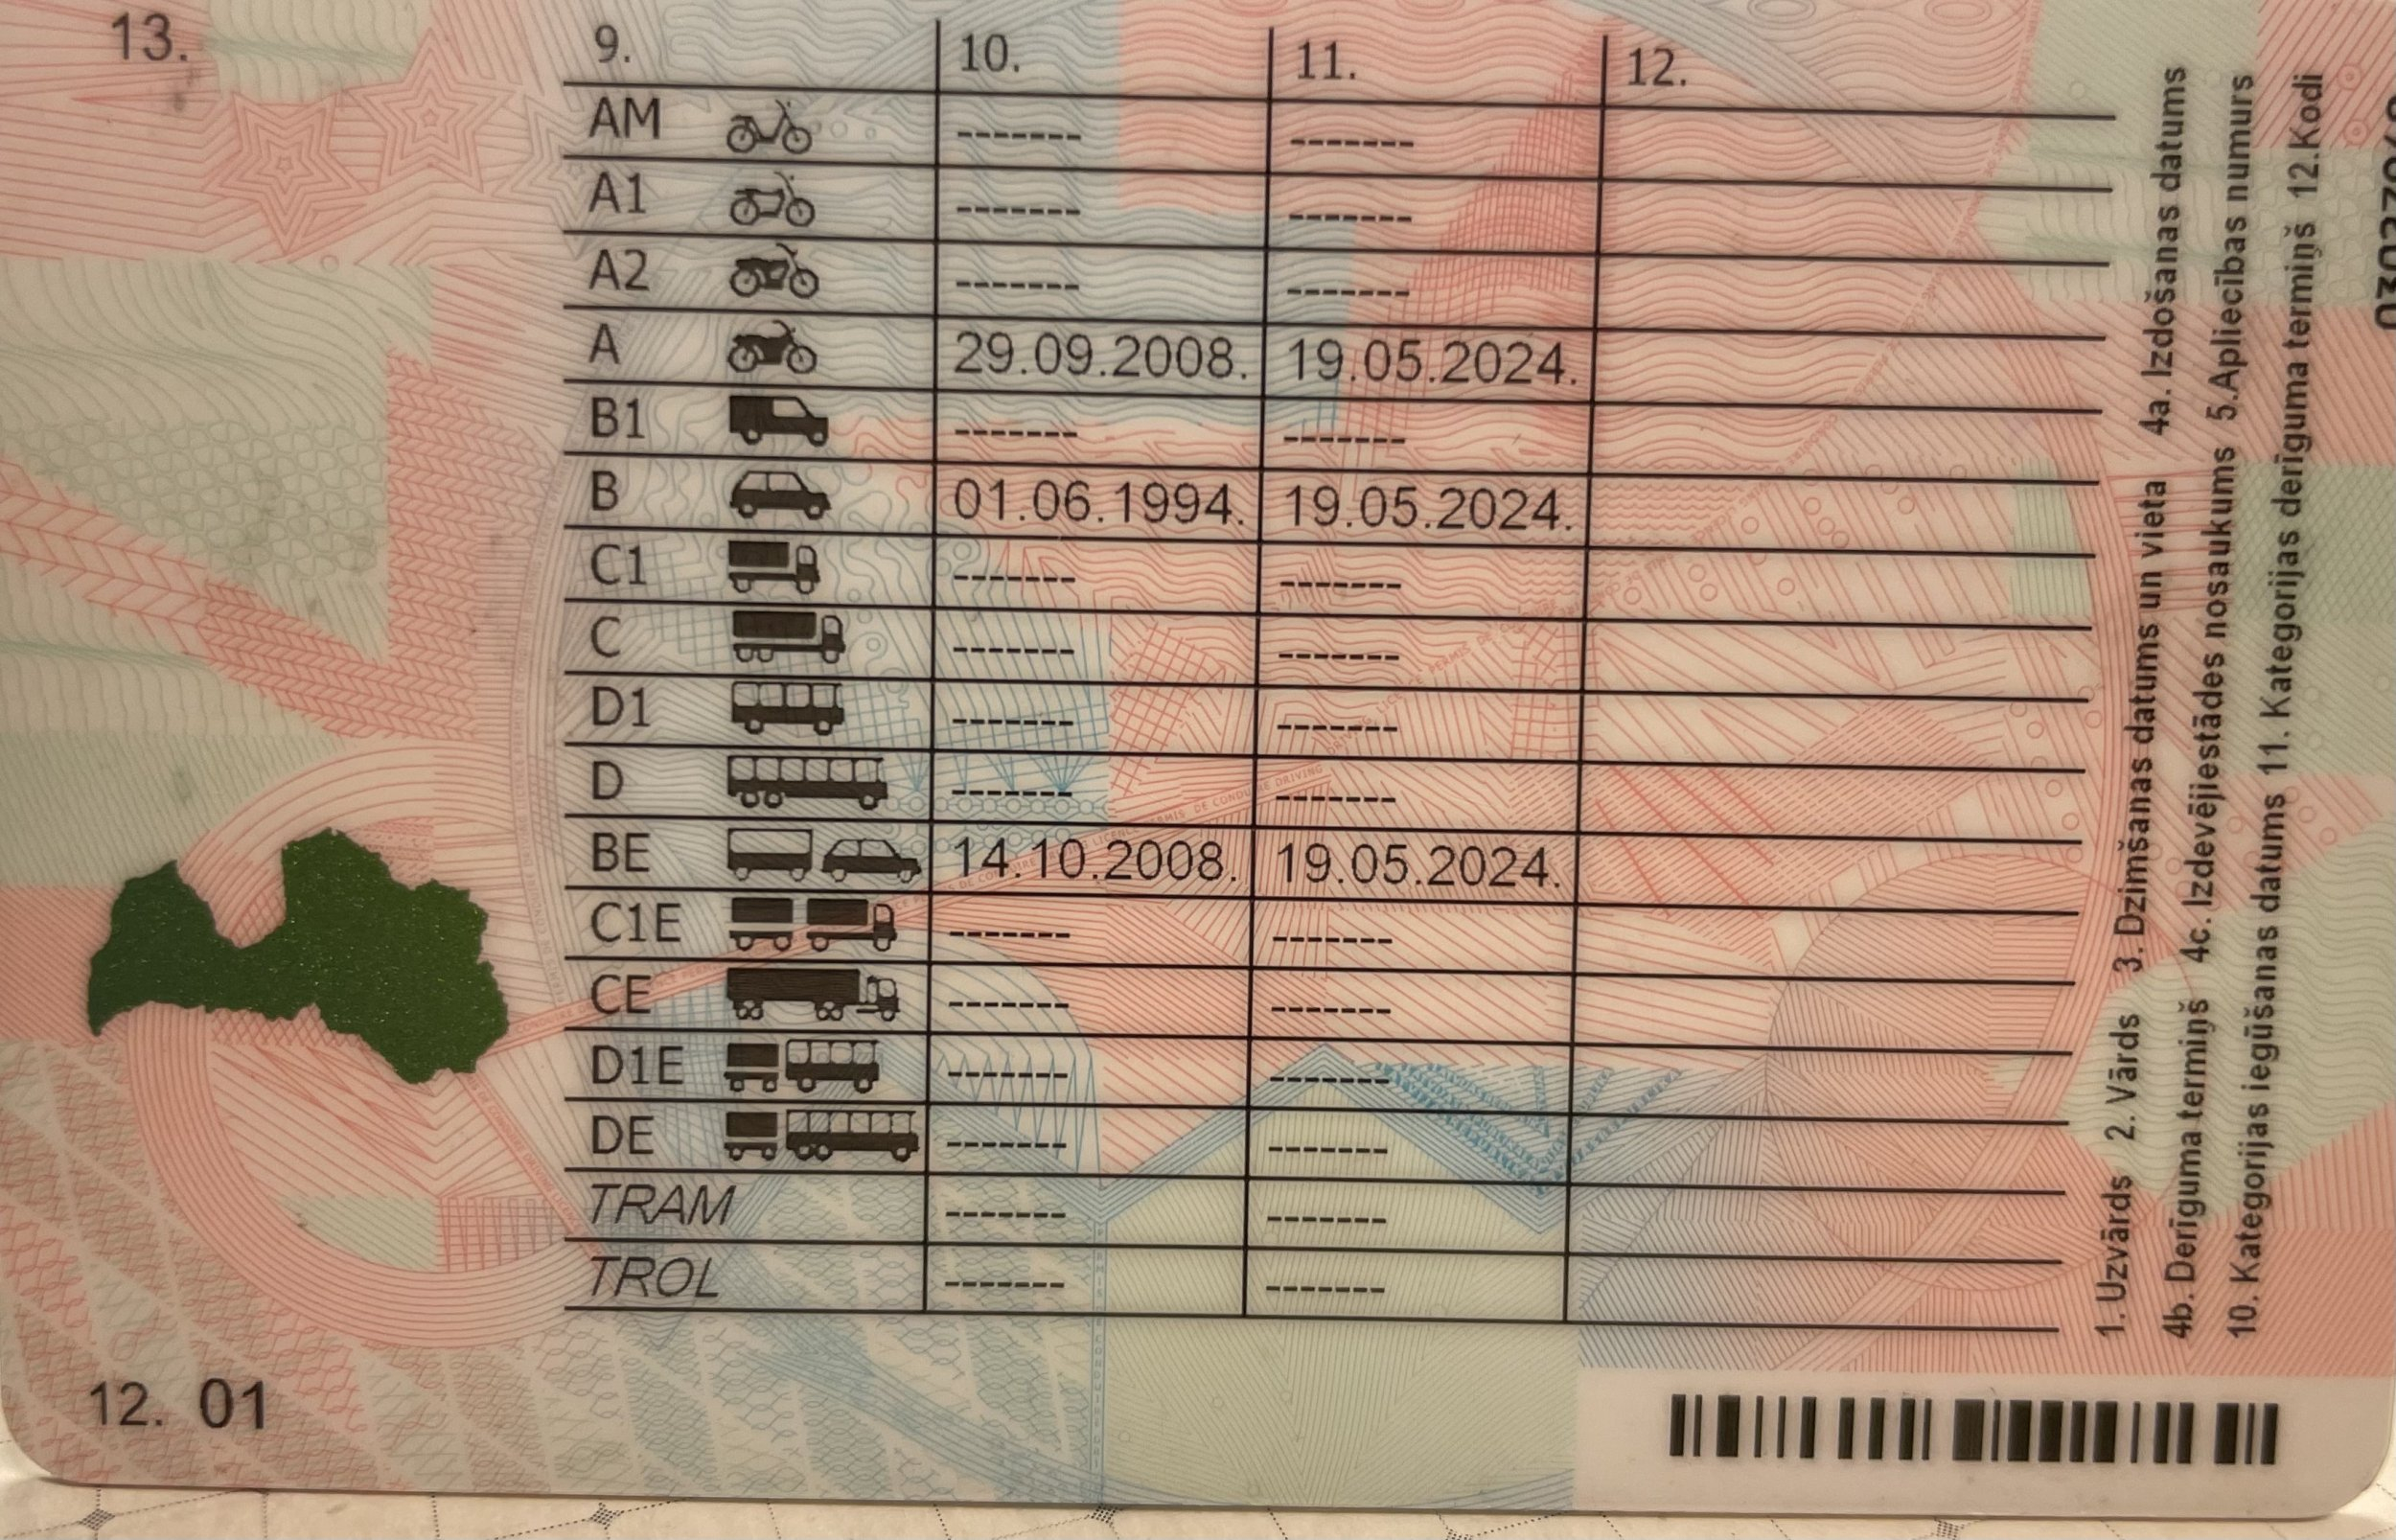 13.
9. 10. 11. 12.
AM ------- -------
A1 ------- -------
A2 ------- -------
A 29.09.2008. 19.05.2024.
B1 ------- -------
B 01.06.1994. 19.05.2024.
C1 ------- -------
C ------- -------
D1 ------- -------
D ------- -------
BE 14.10.2008. 19.05.2024.
C1E ------- -------
CE ------- -------
D1E ------- -------
DE ------- -------
TRAM ------- -------
TROL ------- -------
12. 01
1. Uzvārds 2. Vārds 3. Dzimšanas datums un vieta 4a. Izdošanas datums
4b. Derīguma termiņš 4c. Izdevējiestādes nosaukums 5.Apliecības numurs
10. Kategorijas iegūšanas datums 11. Kategorijas derīguma termiņš 12.Kodi